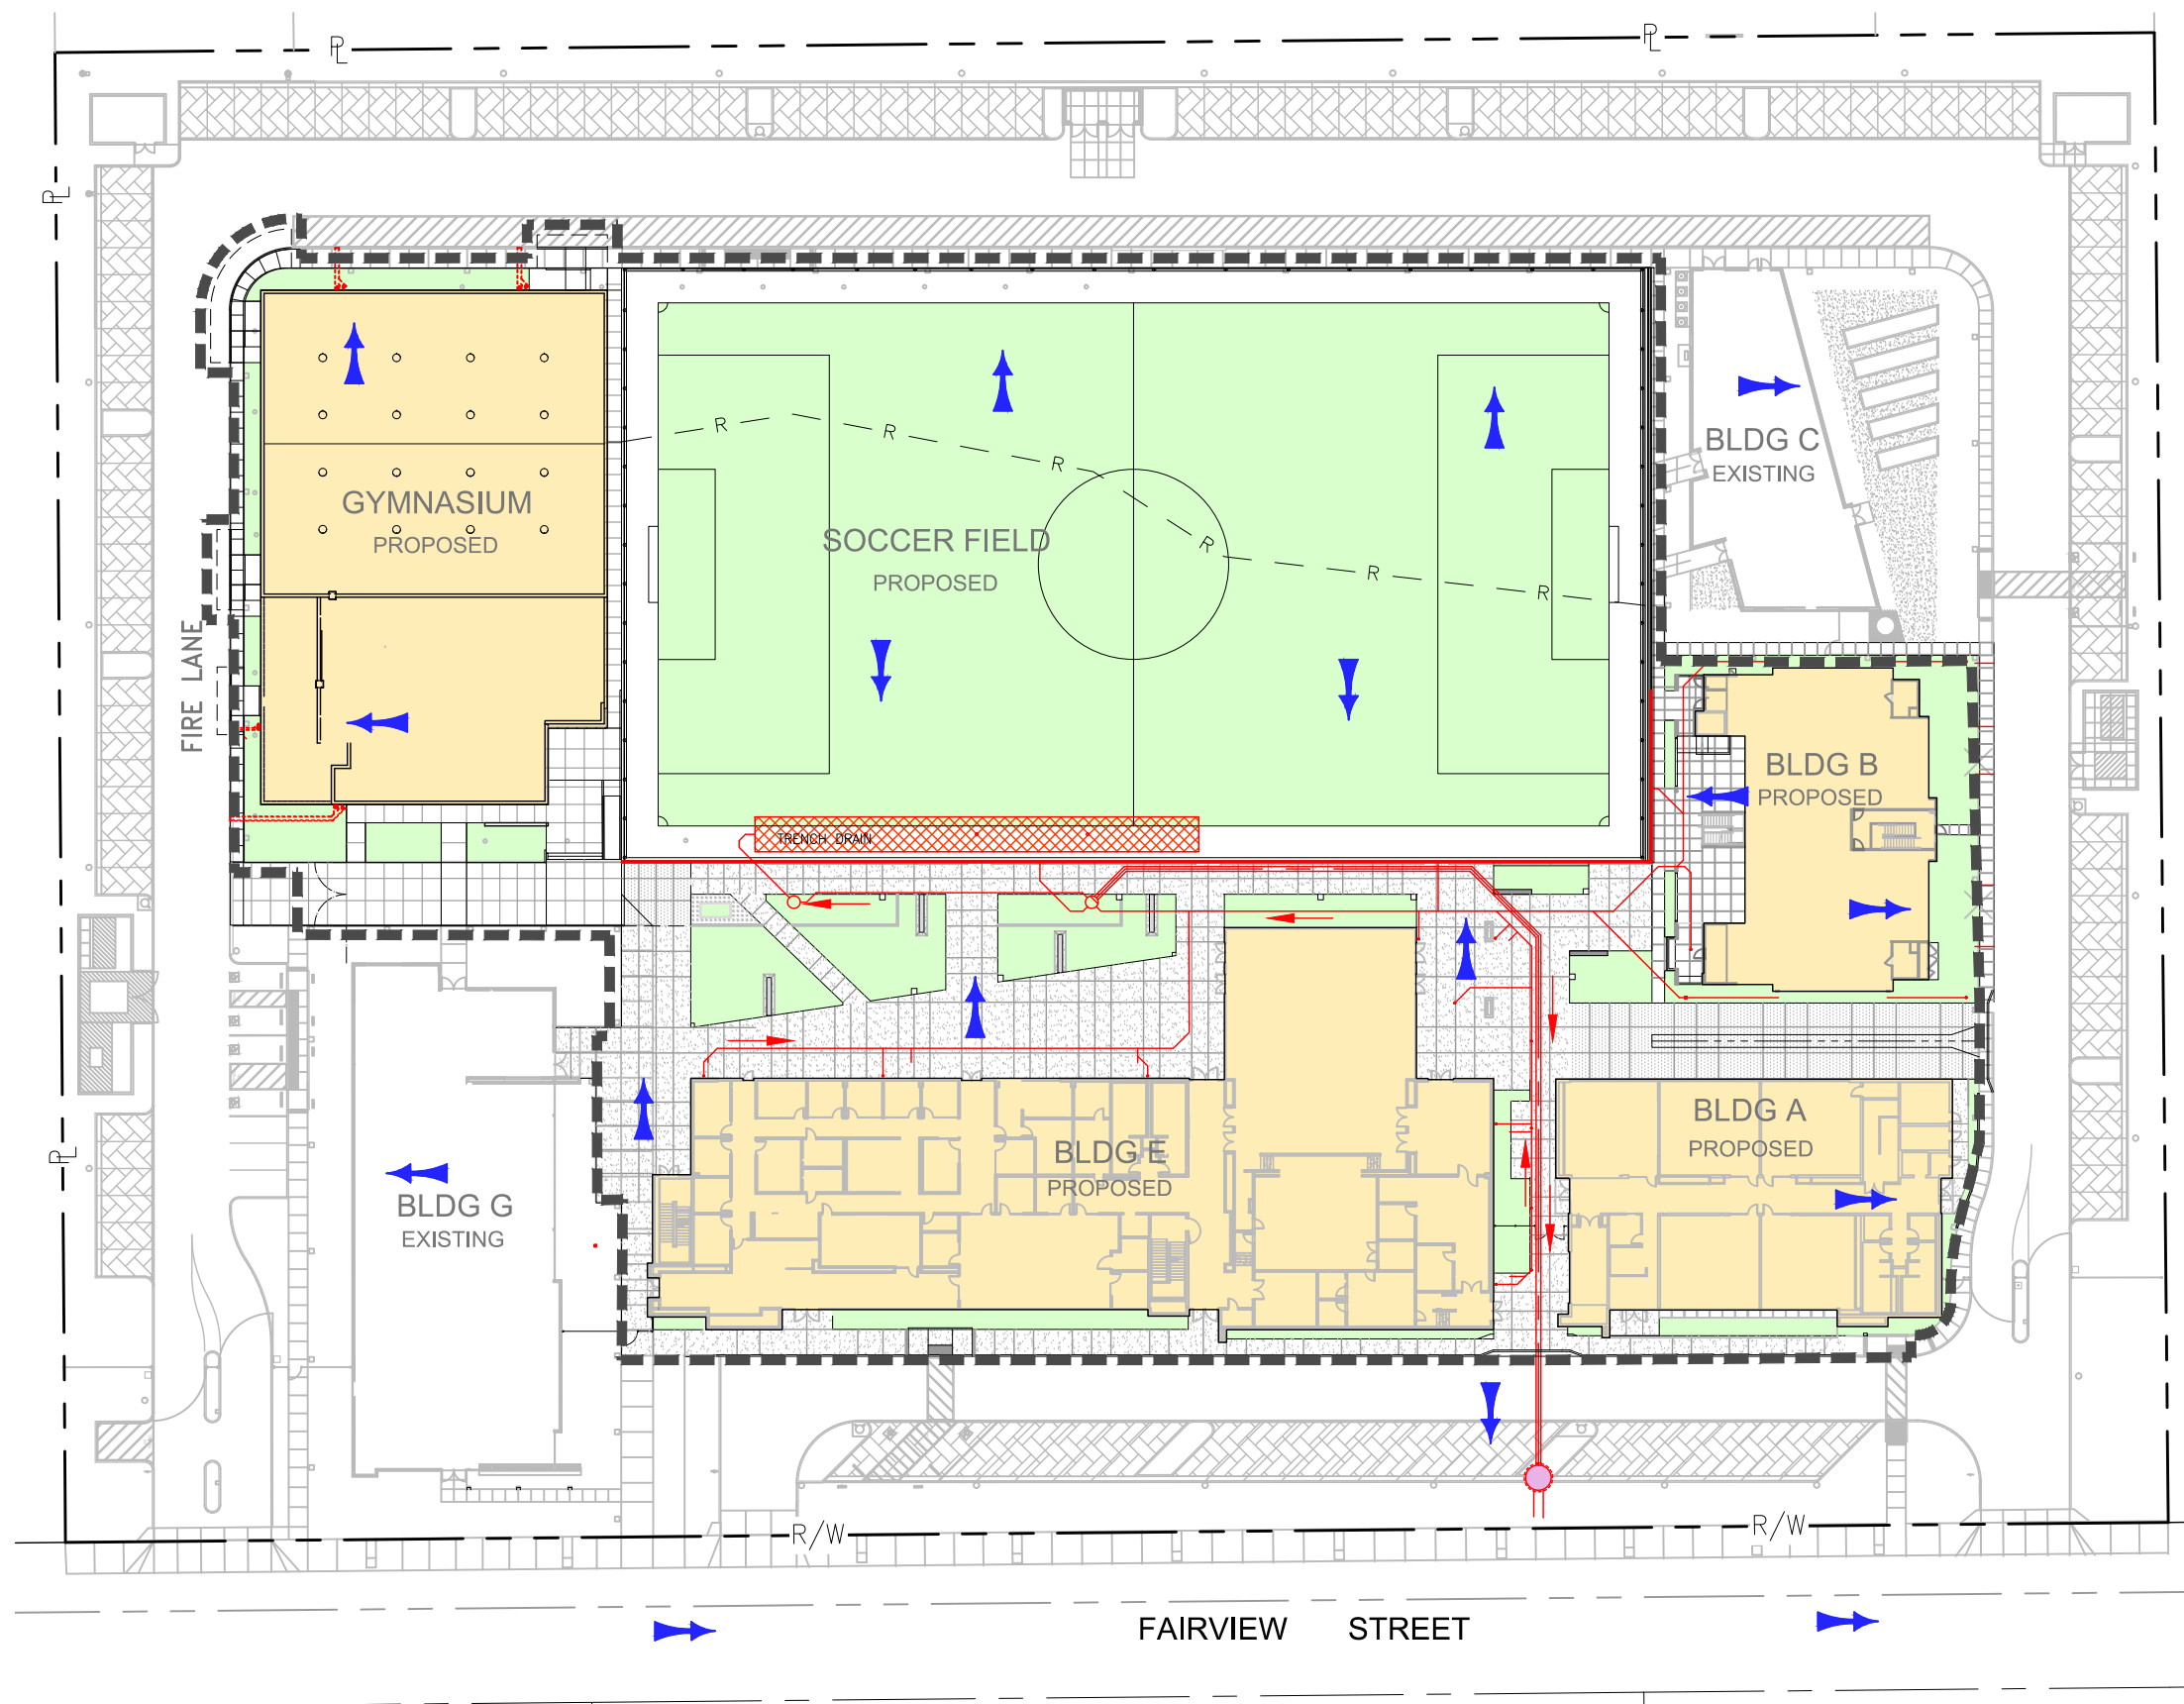 PL
PL
PL
BLDG C
EXISTING
R
R
R
R
R
R
GYMNASIUM
PROPOSED
SOCCER FIELD
PROPOSED
FIRE LANE
BLDG B
PROPOSED
TRENCH DRAIN
BLDG A
PROPOSED
BLDG E
PROPOSED
PL
BLDG G
EXISTING
R/W
R/W
FAIRVIEW STREET